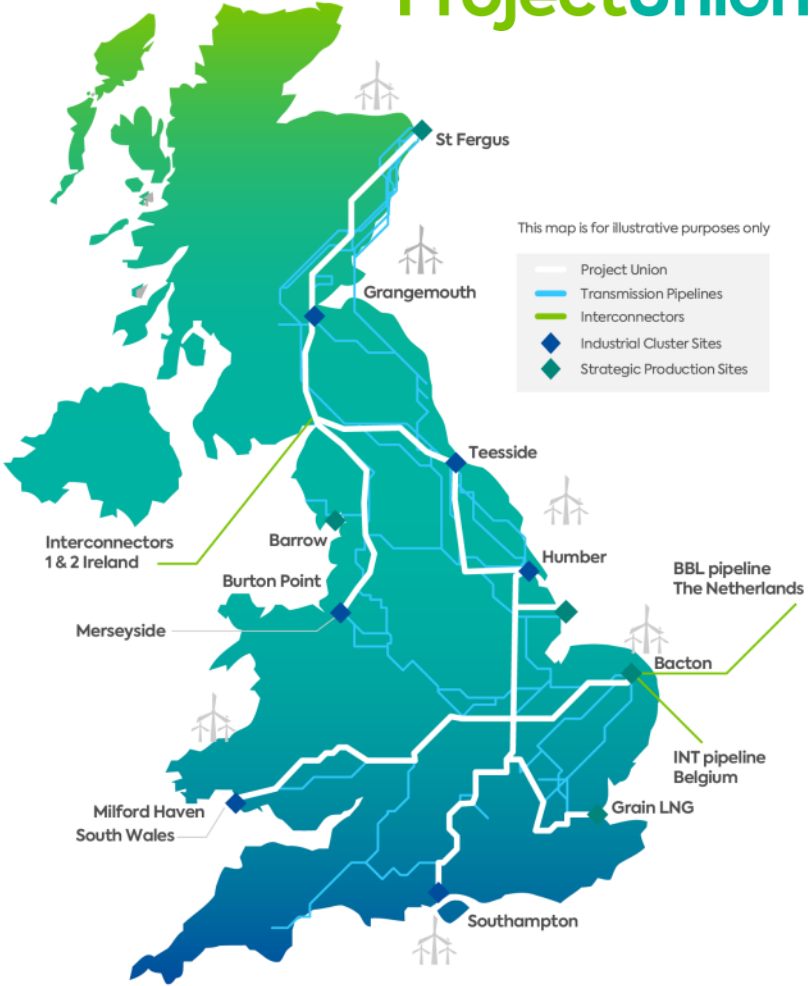 ProjectUnion
St Fergus
This map is for illustrative purposes only
Project Union
Transmission Pipelines
Interconnectors
Industrial Cluster Sites
Strategic Production Sites
Grangemouth
Teesside
Interconnectors
1 & 2 Ireland
Barrow
Humber
Burton Point
BBL pipeline
The Netherlands
Merseyside
Bacton
INT pipeline
Belgium
Milford Haven
South Wales
Grain LNG
Southampton